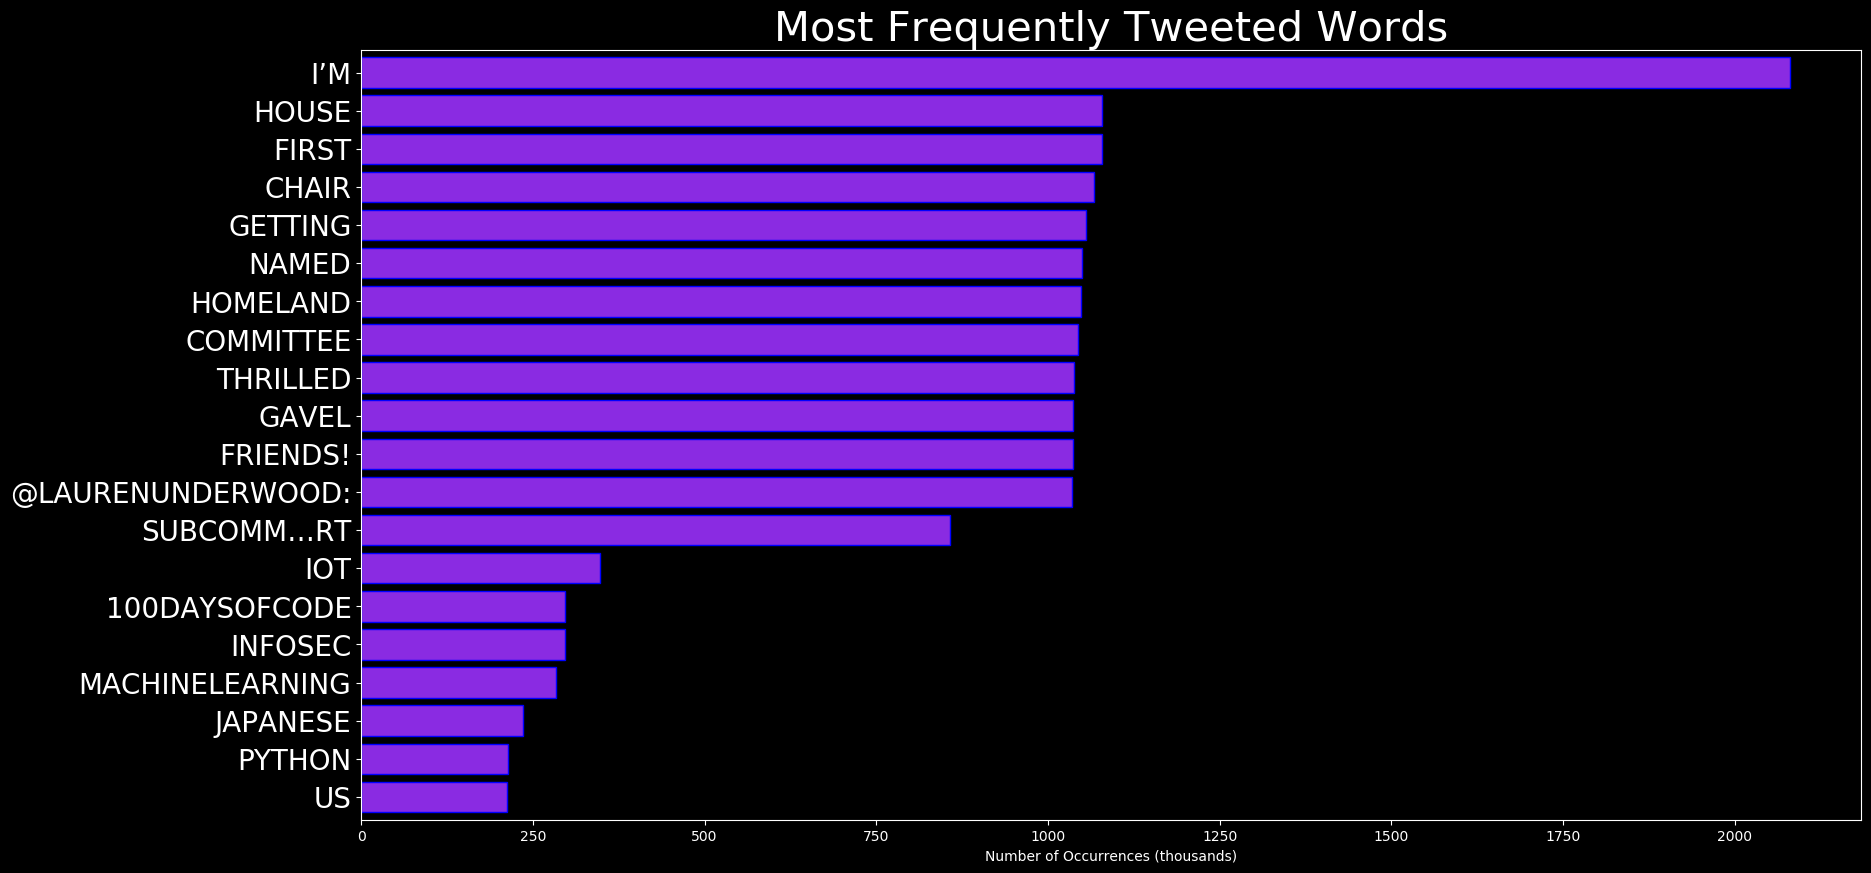 Most Frequently Tweeted Words
I’M
HOUSE
FIRST
CHAIR
GETTING
NAMED
HOMELAND
COMMITTEE
THRILLED
GAVEL
FRIENDS!
@LAURENUNDERWOOD:
SUBCOMM…RT
IOT
100DAYSOFCODE
INFOSEC
MACHINELEARNING
JAPANESE
PYTHON
US
0 250 500 750 1000 1250 1500 1750 2000
Number of Occurrences (thousands)